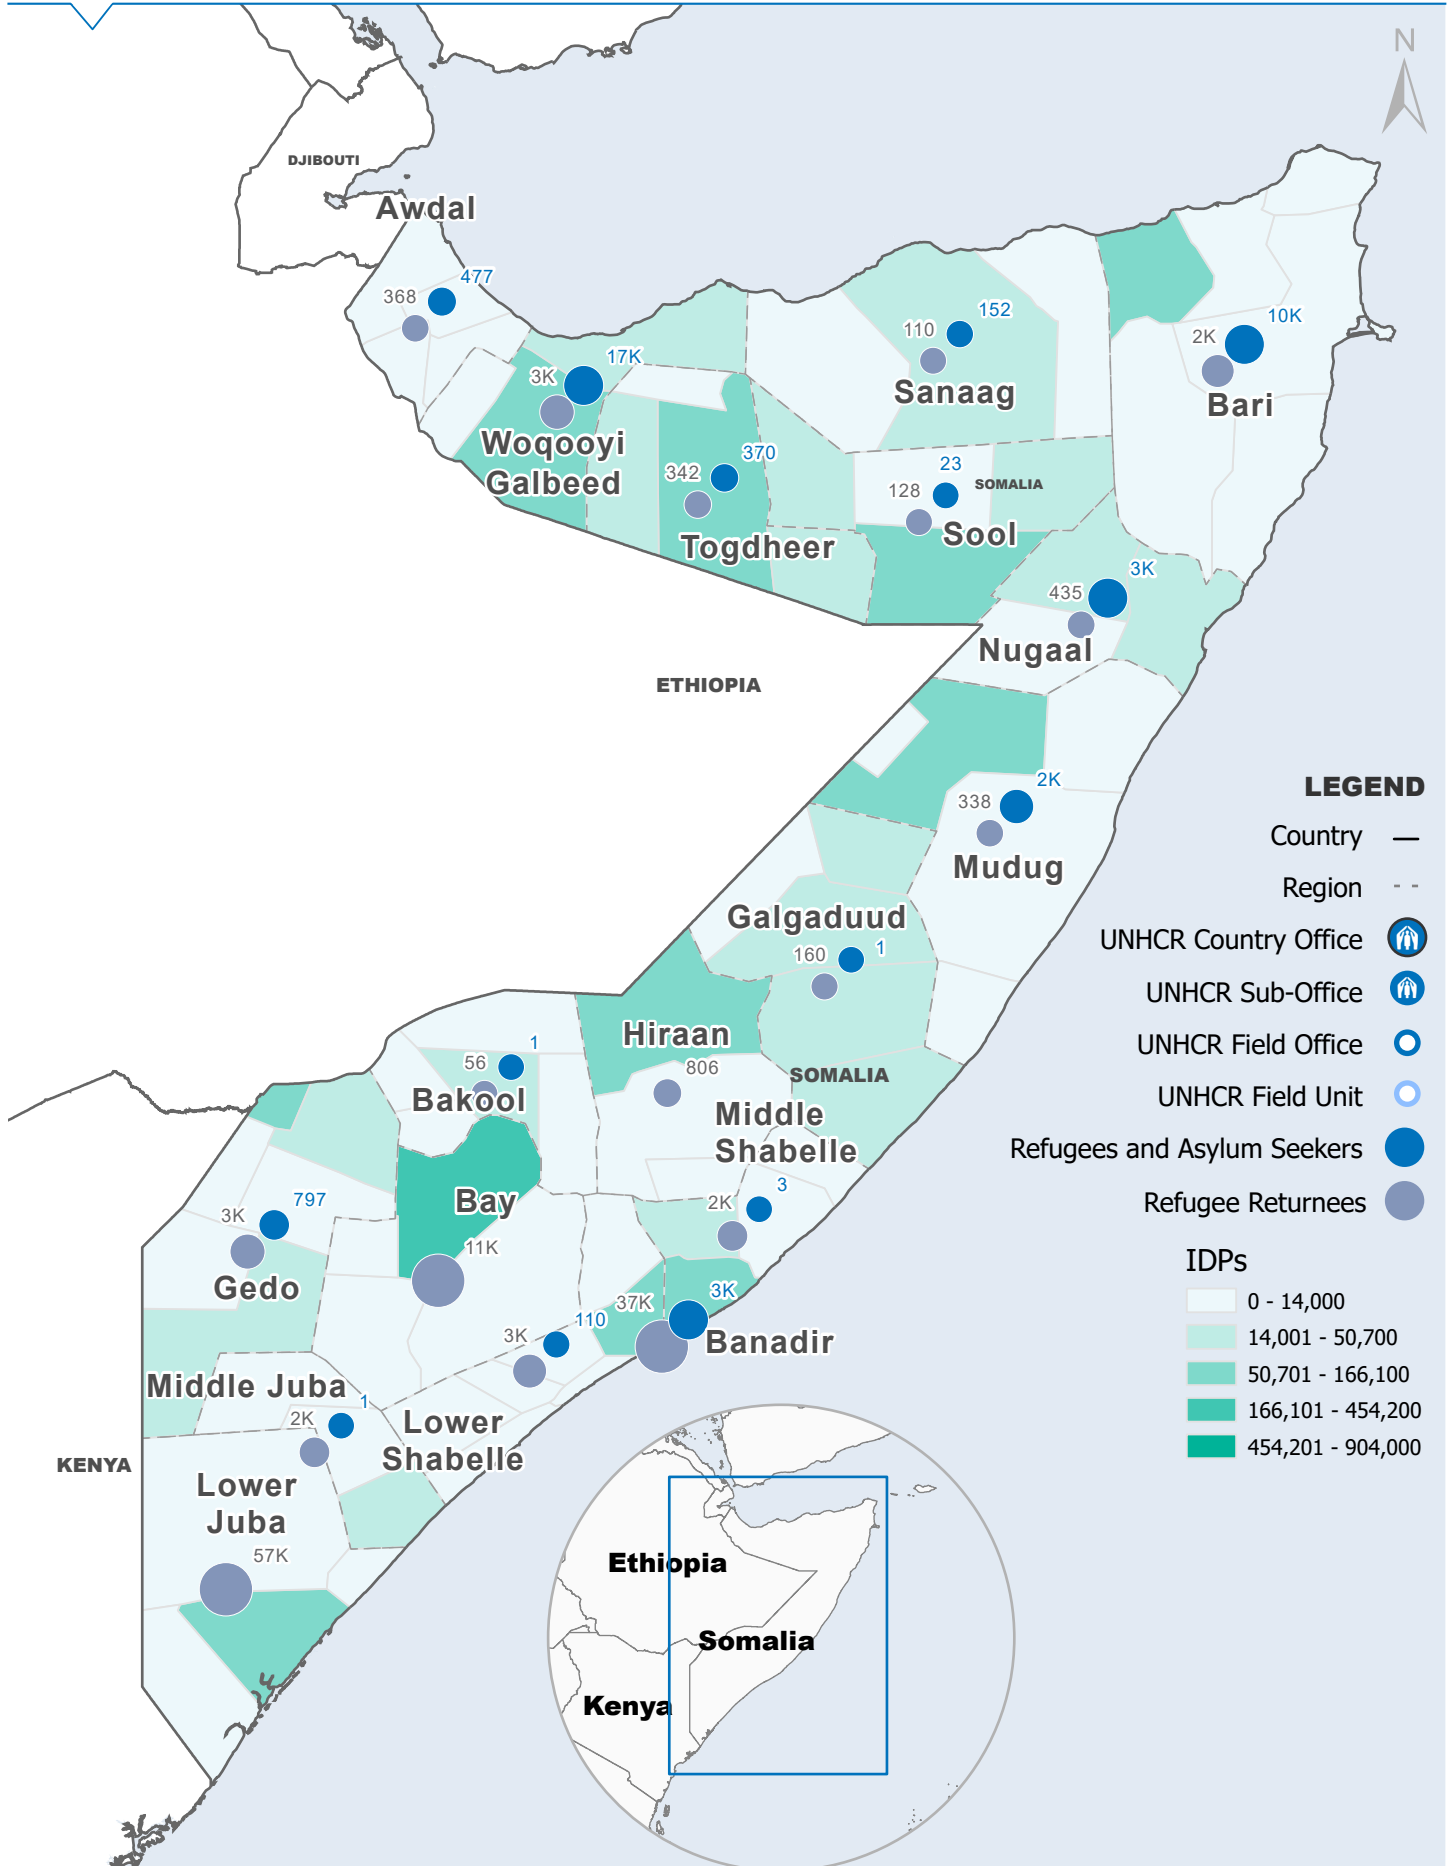 N
DJIBOUTI
Awdal
477
368
152
110
10K
2K
17K
3K
Sanaag
Bari
Woqooyi
Galbeed
370
342
23
128
SOMALIA
Sool
Togdheer
3K
435
Nugaal
ETHIOPIA
2K
338
Mudug
Galgaduud
160
1
Hiraan
806
1
56
Bakool
SOMALIA
Middle
Shabelle
Bay
3
2K
797
3K
11K
Gedo
3K
37K
Banadir
110
3K
Middle Juba
1
2K
Lower
Shabelle
KENYA
Lower
Juba
57K
LEGEND
Country
Region
UNHCR Country Office
UNHCR Sub-Office
UNHCR Field Office
UNHCR Field Unit
Refugees and Asylum Seekers
Refugee Returnees
IDPs
0 - 14,000
14,001 - 50,700
50,701 - 166,100
166,101 - 454,200
454,201 - 904,000
Ethiopia
Somalia
Kenya